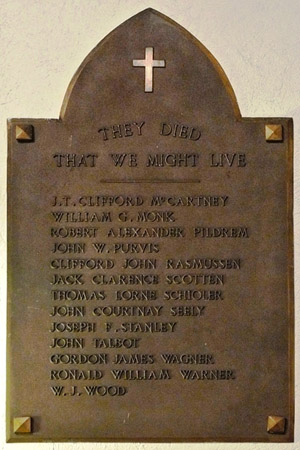 THEY DIED
THAT WE MIGHT LIVE
J.T. CLIFFORD McCARTNEY
WILLIAM G. MONK
ROBERT ALEXANDER PILDREM
JOHN W. PURVIS
CLIFFORD JOHN RASMUSSEN
JACK CLARENCE SCOTTEN
THOMAS LORNE SCHIOLER
JOHN COURTNAY SEELY
JOSEPH F. STANLEY
JOHN TALBOT
GORDON JAMES WAGNER
RONALD WILLIAM WARNER
W. J. WOOD